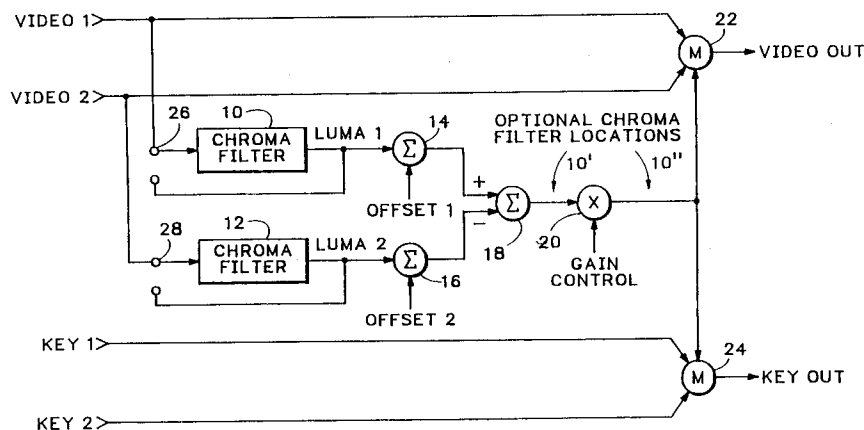 VIDEO 1
22
M
VIDEO OUT
VIDEO 2
26
10
CHROMA
FILTER
LUMA 1
14
Σ
OFFSET 1
OPTIONAL CHROMA
FILTER LOCATIONS
10'
10"
+
−
Σ
18
X
20
GAIN
CONTROL
28
12
CHROMA
FILTER
LUMA 2
Σ
16
OFFSET 2
KEY 1
24
M
KEY OUT
KEY 2